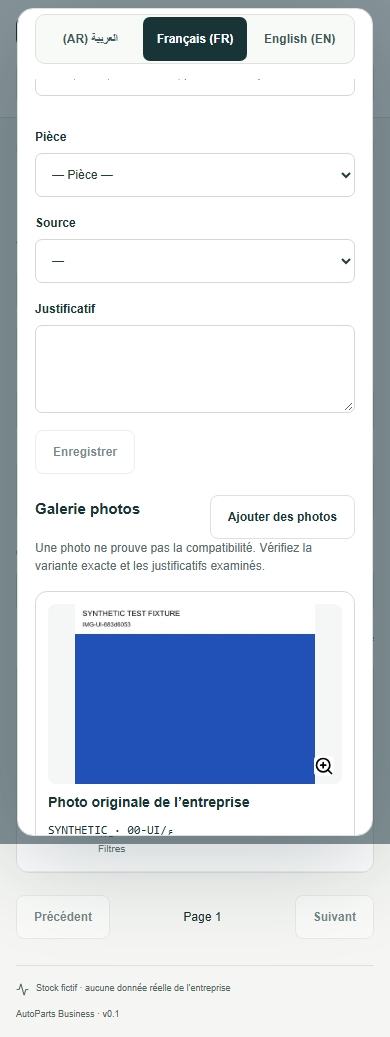 العربية (AR)
Français (FR)
English (EN)
Pièce
— Pièce —
Source
—
Justificatif
Enregistrer
Galerie photos
Ajouter des photos
Une photo ne prouve pas la compatibilité. Vérifiez la
variante exacte et les justificatifs examinés.
SYNTHETIC TEST FIXTURE
IMG-UI-883d6053
Photo originale de l’entreprise
SYNTHETIC_· 00-UI/ع
Filtres
Précédent
Page 1
Suivant
Stock fictif · aucune donnée réelle de l'entreprise
AutoParts Business · v0.1